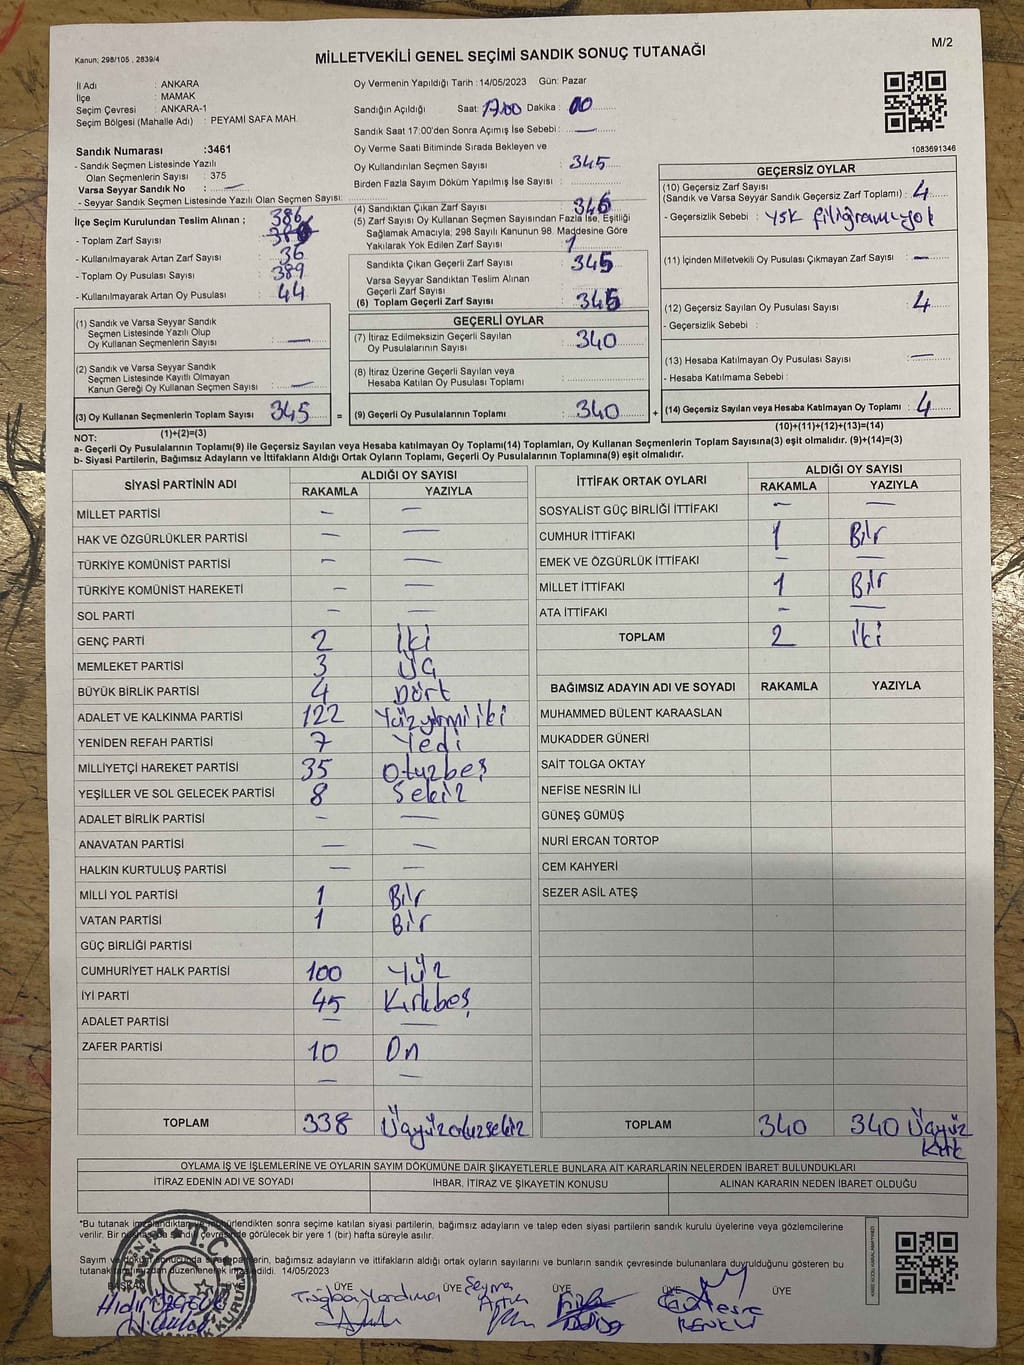 Kanun; 298/105 , 2839/4
MİLLETVEKİLİ GENEL SEÇİMİ SANDIK SONUÇ TUTANAĞI
M/2
İl Adı : ANKARA
İlçe : MAMAK
Seçim Çevresi : ANKARA-1
Seçim Bölgesi (Mahalle Adı) : PEYAMİ SAFA MAH.
Sandık Numarası :3461
- Sandık Seçmen Listesinde Yazılı
Olan Seçmenlerin Sayısı : 375
Varsa Seyyar Sandık No : —
- Seyyar Sandık Seçmen Listesinde Yazılı Olan Seçmen Sayısı:
İlçe Seçim Kurulundan Teslim Alınan ; 386
- Toplam Zarf Sayısı :
- Kullanılmayarak Artan Zarf Sayısı : 36
- Toplam Oy Pusulası Sayısı : 389
- Kullanılmayarak Artan Oy Pusulası : 44
Oy Vermenin Yapıldığı Tarih : 14/05/2023 Gün: Pazar
Sandığın Açıldığı Saat: 17.00 Dakika : 00
Sandık Saat 17:00'den Sonra Açımış İse Sebebi : —
Oy Verme Saati Bitiminde Sırada Bekleyen ve
Oy Kullandırılan Seçmen Sayısı : 345
Birden Fazla Sayım Döküm Yapılmış İse Sayısı :
(4) Sandıktan Çıkan Zarf Sayısı : 346
(5) Zarf Sayısı Oy Kullanan Seçmen Sayısından Fazla İse, Eşitliği
Sağlamak Amacıyla, 298 Sayılı Kanunun 98. Maddesine Göre
Yakılarak Yok Edilen Zarf Sayısı : 1
Sandıkta Çıkan Geçerli Zarf Sayısı : 345
Varsa Seyyar Sandıktan Teslim Alınan
Geçerli Zarf Sayısı :
(6) Toplam Geçerli Zarf Sayısı : 345
1083691346
GEÇERSİZ OYLAR
(10) Geçersiz Zarf Sayısı
(Sandık ve Varsa Seyyar Sandık Geçersiz Zarf Toplamı) : 4
- Geçersizlik Sebebi : YSK filigramı yok
(11) İçinden Milletvekili Oy Pusulası Çıkmayan Zarf Sayısı : —
(12) Geçersiz Sayılan Oy Pusulası Sayısı : 4
- Geçersizlik Sebebi :
(13) Hesaba Katılmayan Oy Pusulası Sayısı : —
- Hesaba Katılmama Sebebi :
(14) Geçersiz Sayılan veya Hesaba Katılmayan Oy Toplamı : 4
(10)+(11)+(12)+(13)=(14)
(1) Sandık ve Varsa Seyyar Sandık
Seçmen Listesinde Yazılı Olup
Oy Kullanan Seçmenlerin Sayısı : —
(2) Sandık ve Varsa Seyyar Sandık
Seçmen Listesinde Kayıtlı Olmayan
Kanun Gereği Oy Kullanan Seçmen Sayısı : —
(3) Oy Kullanan Seçmenlerin Toplam Sayısı : 345 =
(1)+(2)=(3)
GEÇERLİ OYLAR
(7) İtiraz Edilmeksizin Geçerli Sayılan
Oy Pusulalarının Sayısı : 340
(8) İtiraz Üzerine Geçerli Sayılan veya
Hesaba Katılan Oy Pusulası Toplamı :
(9) Geçerli Oy Pusulalarının Toplamı : 340 +
NOT:
a- Geçerli Oy Pusulalarının Toplamı(9) ile Geçersiz Sayılan veya Hesaba katılmayan Oy Toplamı(14) Toplamları, Oy Kullanan Seçmenlerin Toplam Sayısına(3) eşit olmalıdır. (9)+(14)=(3)
b- Siyasi Partilerin, Bağımsız Adayların ve İttifakların Aldığı Ortak Oyların Toplamı, Geçerli Oy Pusulalarının Toplamına(9) eşit olmalıdır.
SİYASİ PARTİNİN ADI ALDIĞI OY SAYISI
RAKAMLA YAZIYLA
MİLLET PARTİSİ — —
HAK VE ÖZGÜRLÜKLER PARTİSİ — —
TÜRKİYE KOMÜNİST PARTİSİ — —
TÜRKİYE KOMÜNİST HAREKETİ — —
SOL PARTİ — —
GENÇ PARTİ 2 İki
MEMLEKET PARTİSİ 3 Üç
BÜYÜK BİRLİK PARTİSİ 4 Dört
ADALET VE KALKINMA PARTİSİ 122 Yüzyirmi iki
YENİDEN REFAH PARTİSİ 7 Yedi
MİLLİYETÇİ HAREKET PARTİSİ 35 Otuzbeş
YEŞİLLER VE SOL GELECEK PARTİSİ 8 Sekiz
ADALET BİRLİK PARTİSİ — —
ANAVATAN PARTİSİ — —
HALKIN KURTULUŞ PARTİSİ — —
MİLLİ YOL PARTİSİ 1 Bir
VATAN PARTİSİ 1 Bir
GÜÇ BİRLİĞİ PARTİSİ
CUMHURİYET HALK PARTİSİ 100 Yüz
İYİ PARTİ 45 Kırkbeş
ADALET PARTİSİ — —
ZAFER PARTİSİ 10 On
— —
TOPLAM 338 Üçyüzotuzsekiz
İTTİFAK ORTAK OYLARI ALDIĞI OY SAYISI
RAKAMLA YAZIYLA
SOSYALİST GÜÇ BİRLİĞİ İTTİFAKI — —
CUMHUR İTTİFAKI 1 Bir
EMEK VE ÖZGÜRLÜK İTTİFAKI — —
MİLLET İTTİFAKI 1 Bir
ATA İTTİFAKI — —
TOPLAM 2 İki
BAĞIMSIZ ADAYIN ADI VE SOYADI RAKAMLA YAZIYLA
MUHAMMED BÜLENT KARAASLAN
MUKADDER GÜNERİ
SAİT TOLGA OKTAY
NEFİSE NESRİN İLİ
GÜNEŞ GÜMÜŞ
NURİ ERCAN TORTOP
CEM KAHYERİ
SEZER ASİL ATEŞ
TOPLAM 340 340 Üçyüz
Kırk
OYLAMA İŞ VE İŞLEMLERİNE VE OYLARIN SAYIM DÖKÜMÜNE DAİR ŞİKAYETLERLE BUNLARA AİT KARARLARIN NELERDEN İBARET BULUNDUKLARI
İTİRAZ EDENİN ADI VE SOYADI İHBAR, İTİRAZ VE ŞİKAYETİN KONUSU ALINAN KARARIN NEDEN İBARET OLDUĞU
"Bu tutanak imzalandıktan ve mühürlendikten sonra seçime katılan siyasi partilerin, bağımsız adayların ve talep eden siyasi partilerin sandık kurulu üyelerine veya gözlemcilerine
verilir. Bir nüshası da sandık çevresinde görülecek bir yere 1 (bir) hafta süreyle asılır.
Sayım ve döküm sonucunda siyasi partilerin, bağımsız adayların ve ittifakların aldığı ortak oyların sayılarını ve bunların sandık çevresinde bulunanlara duyurulduğunu gösteren bu
tutanak tarafımızdan düzenlenerek imza edildi. 14/05/2023
BAŞKAN ÜYE ÜYE ÜYE ÜYE ÜYE ÜYE
Tuğba Yardımcı Şeyma Esra
T.C.